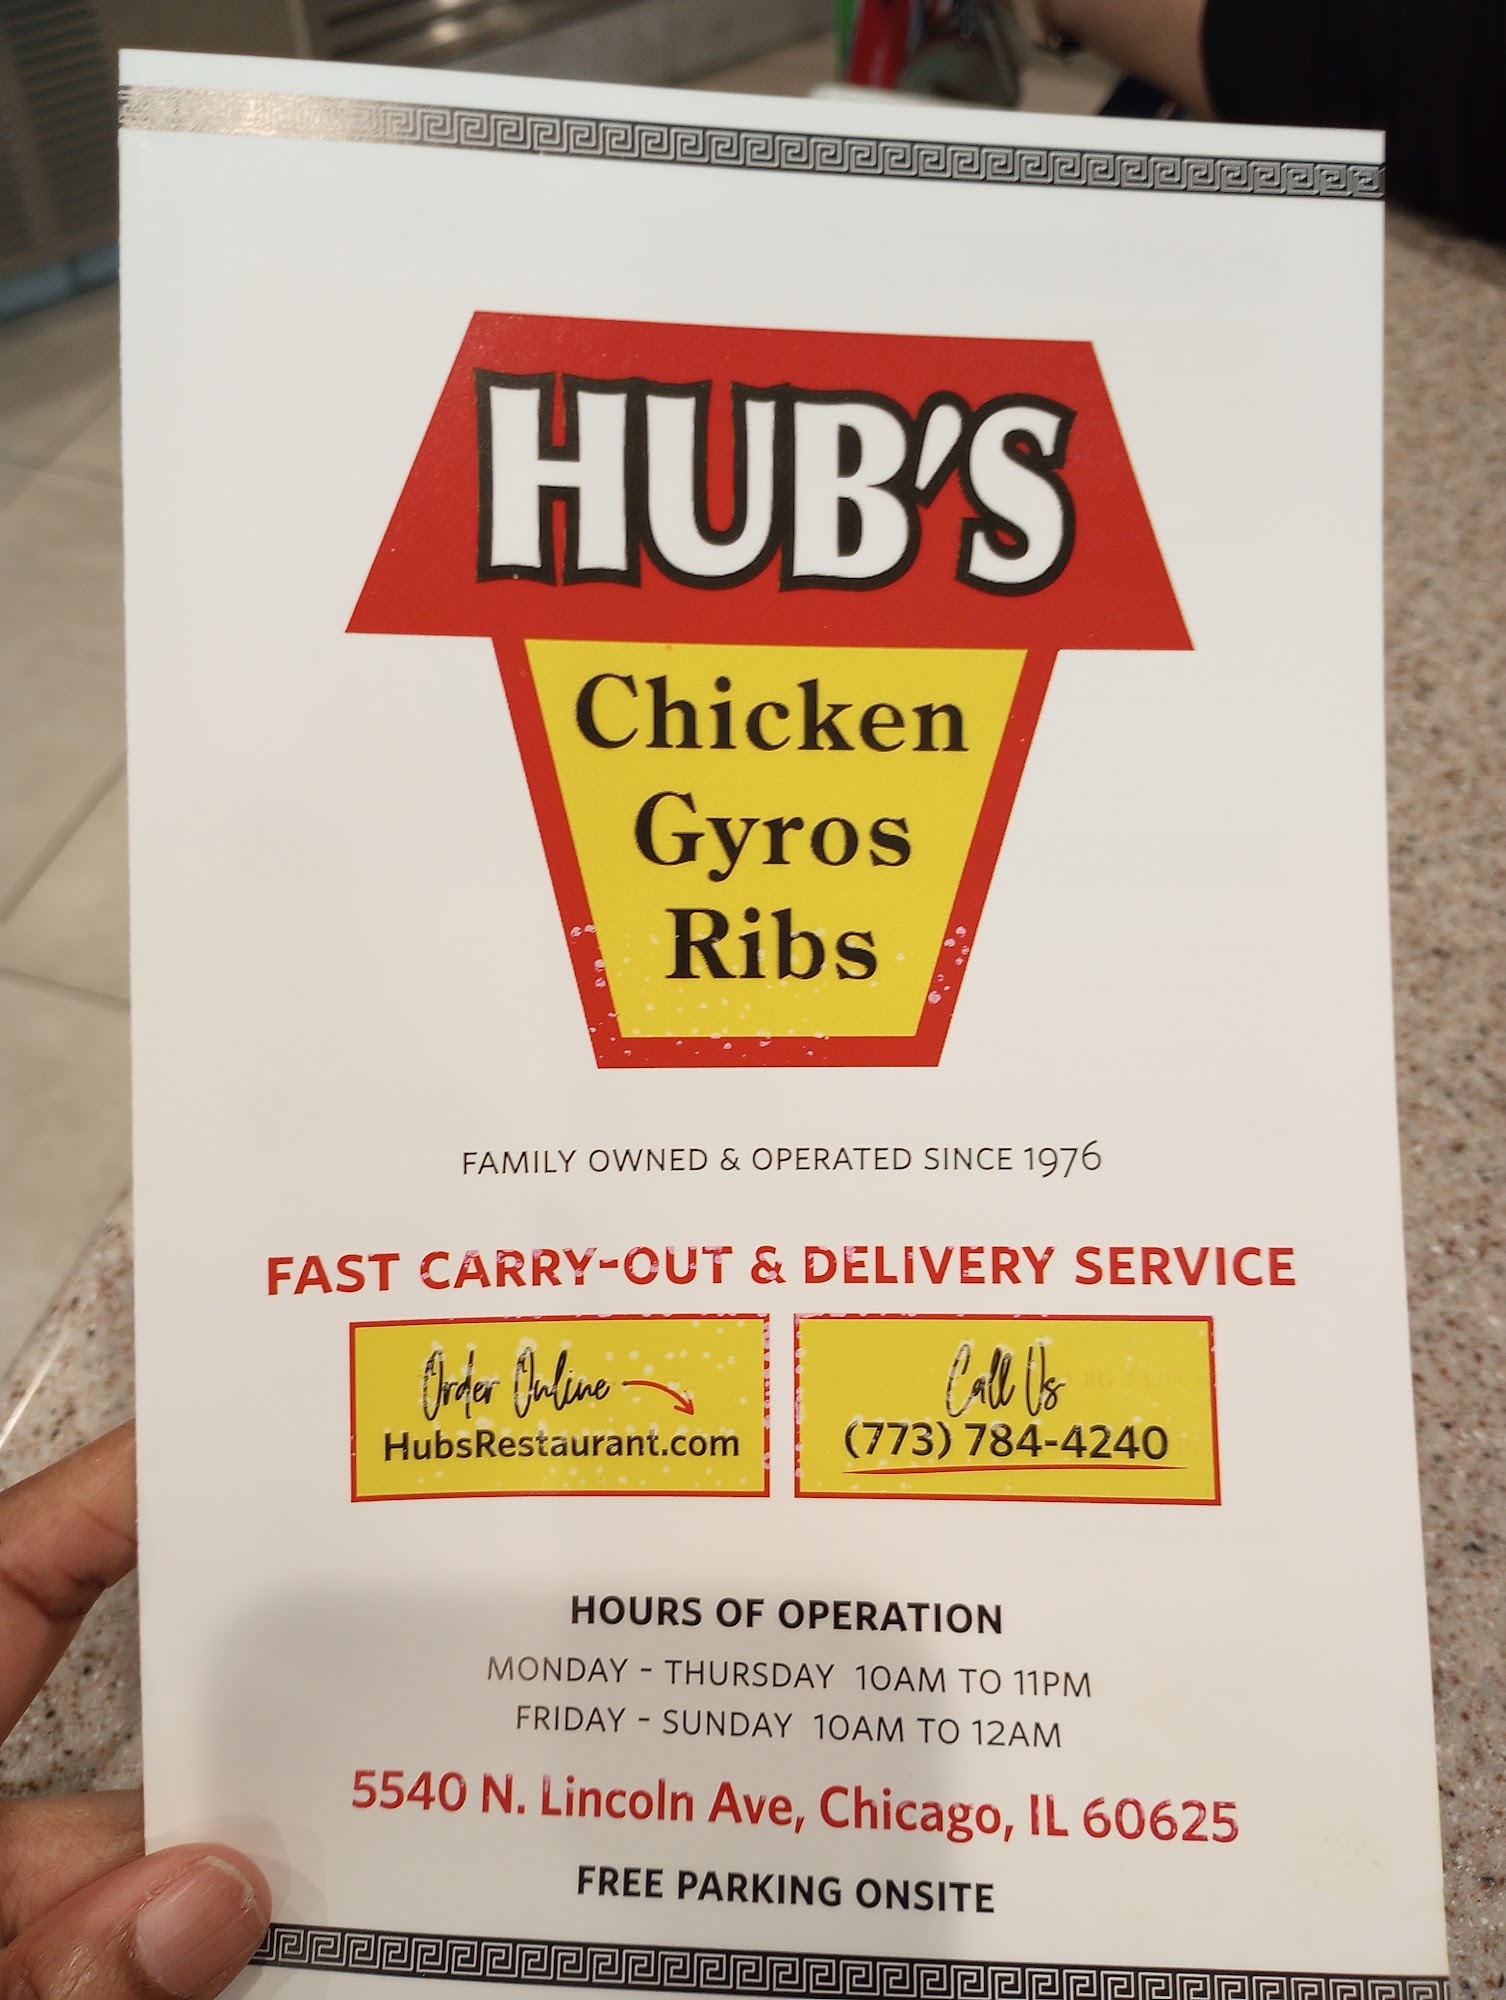 HUB'S
Chicken
Gyros
Ribs
FAMILY OWNED & OPERATED SINCE 1976
FAST CARRY-OUT & DELIVERY SERVICE
Order Online
HubsRestaurant.com
Call Us
(773) 784-4240
HOURS OF OPERATION
MONDAY - THURSDAY 10AM TO 11PM
FRIDAY - SUNDAY 10AM TO 12AM
5540 N. Lincoln Ave, Chicago, IL 60625
FREE PARKING ONSITE